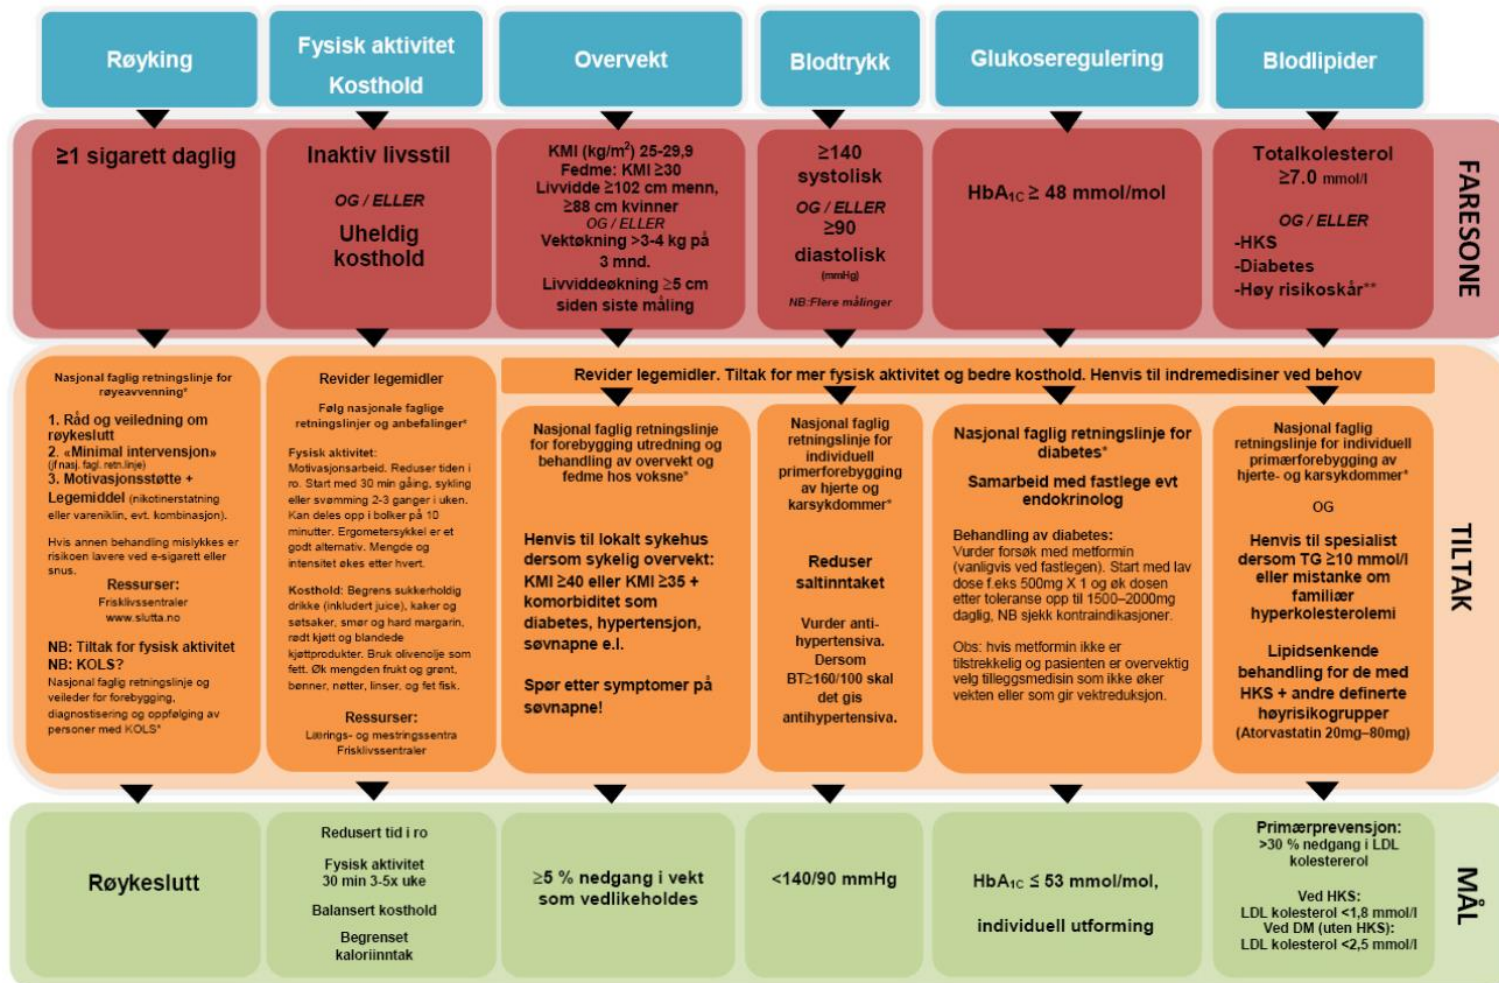 Røyking
Fysisk aktivitet
Kosthold
Overvekt
Blodtrykk
Glukoseregulering
Blodlipider
FARESONE
≥1 sigarett daglig
Inaktiv livsstil
OG / ELLER
Uheldig
kosthold
KMI (kg/m²) 25-29,9
Fedme: KMI ≥30
Livvidde ≥102 cm menn,
≥88 cm kvinner
OG / ELLER
Vektøkning >3-4 kg på
3 mnd.
Livviddeøkning ≥5 cm
siden siste måling
≥140
systolisk
OG / ELLER
≥90
diastolisk
(mmHg)
NB:Flere målinger
HbA1C ≥ 48 mmol/mol
Totalkolesterol
≥7.0 mmol/l
OG / ELLER
-HKS
-Diabetes
-Høy risikoskår**
TILTAK
Nasjonal faglig retningslinje for
røyeavvenning*
1. Råd og veiledning om
røykeslutt
2. «Minimal intervensjon»
(jf nasj. fagl. retn.linje)
3. Motivasjonsstøtte +
Legemiddel (nikotinerstatning
eller vareniklin, evt. kombinasjon).
Hvis annen behandling mislykkes er
risikoen lavere ved e-sigarett eller
snus.
Ressurser:
Frisklivssentraler
www.slutta.no
NB: Tiltak for fysisk aktivitet
NB: KOLS?
Nasjonal faglig retningslinje og
veileder for forebygging,
diagnostisering og oppfølging av
personer med KOLS*
Revider legemidler
Følg nasjonale faglige
retningslinjer og anbefalinger*
Fysisk aktivitet:
Motivasjonsarbeid. Reduser tiden i
ro. Start med 30 min gåing, sykling
eller svømming 2-3 ganger i uken.
Kan deles opp i bolker på 10
minutter. Ergometersykkel er et
godt alternativ. Mengde og
intensitet økes etter hvert.
Kosthold: Begrens sukkerholdig
drikke (inkludert juice), kaker og
søtsaker, smør og hard margarin,
rødt kjøtt og blandede
kjøttprodukter. Bruk olivenolje som
fett. Øk mengden frukt og grønt,
bønner, nøtter, linser, og fet fisk.
Ressurser:
Lærings- og mestringssentra
Frisklivssentraler
Revider legemidler. Tiltak for mer fysisk aktivitet og bedre kosthold. Henvis til indremedisiner ved behov
Nasjonal faglig retningslinje
for forebygging utredning og
behandling av overvekt og
fedme hos voksne*
Henvis til lokalt sykehus
dersom sykelig overvekt:
KMI ≥40 eller KMI ≥35 +
komorbiditet som
diabetes, hypertensjon,
søvnapne e.l.
Spør etter symptomer på
søvnapne!
Nasjonal faglig
retningslinje for
individuell
primerforebygging
av hjerte og
karsykdommer*
Reduser
saltinntaket
Vurder anti-
hypertensiva.
Dersom
BT≥160/100 skal
det gis
antihypertensiva.
Nasjonal faglig retningslinje for
diabetes*
Samarbeid med fastlege evt
endokrinolog
Behandling av diabetes:
Vurder forsøk med metformin
(vanligvis ved fastlegen). Start med lav
dose f.eks 500mg X 1 og øk dosen
etter toleranse opp til 1500–2000mg
daglig, NB sjekk kontraindikasjoner.
Obs: hvis metformin ikke er
tilstrekkelig og pasienten er overvektig
velg tilleggsmedisin som ikke øker
vekten eller som gir vektreduksjon.
Nasjonal faglig
retningslinje for individuell
primærforebygging av
hjerte- og karsykdommer*
OG
Henvis til spesialist
dersom TG ≥10 mmol/l
eller mistanke om
familiær
hyperkolesterolemi
Lipidsenkende
behandling for de med
HKS + andre definerte
høyrisikogrupper
(Atorvastatin 20mg–80mg)
MÅL
Røykeslutt
Redusert tid i ro
Fysisk aktivitet
30 min 3-5x uke
Balansert kosthold
Begrenset
kaloriinntak
≥5 % nedgang i vekt
som vedlikeholdes
<140/90 mmHg
HbA1C ≤ 53 mmol/mol,
individuell utforming
Primærprevensjon:
>30 % nedgang i LDL
kolestererol
Ved HKS:
LDL kolesterol <1,8 mmol/l
Ved DM (uten HKS):
LDL kolesterol <2,5 mmol/l